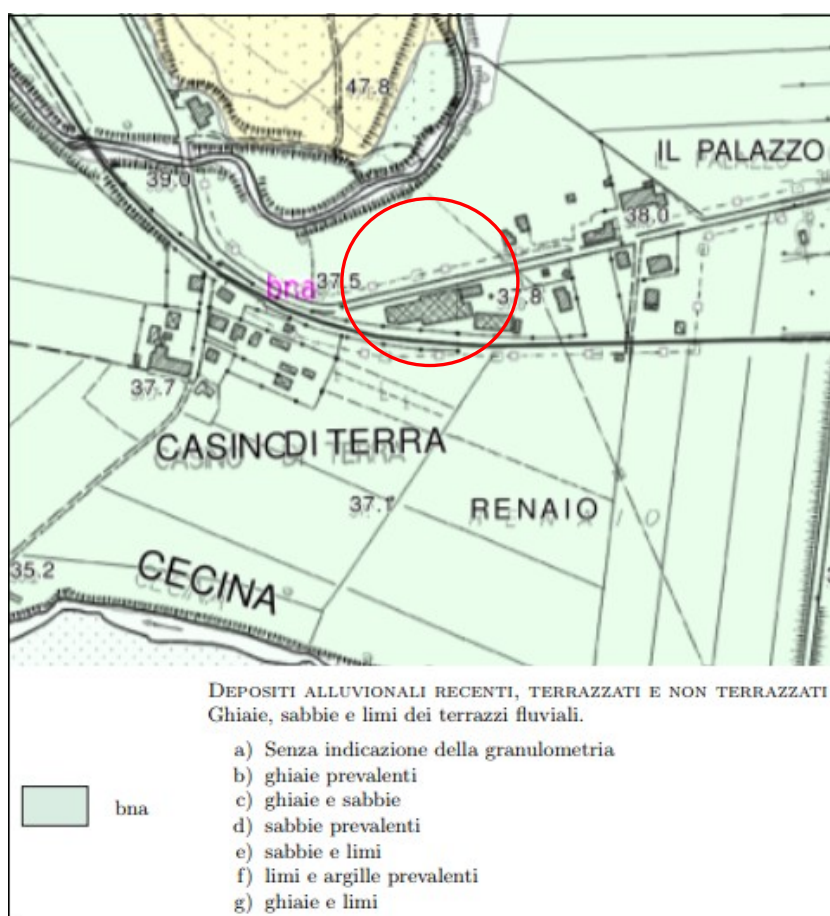 47.8
IL PALAZZO
39.0
38.0
37.5
bna
37.8
37.7
CASINO DI TERRA
37.1
RENAIO
35.2
CECINA
DEPOSITI ALLUVIONALI RECENTI, TERRAZZATI E NON TERRAZZATI
Ghiaie, sabbie e limi dei terrazzi fluviali.
a) Senza indicazione della granulometria
b) ghiaie prevalenti
c) ghiaie e sabbie
bna
d) sabbie prevalenti
e) sabbie e limi
f) limi e argille prevalenti
g) ghiaie e limi